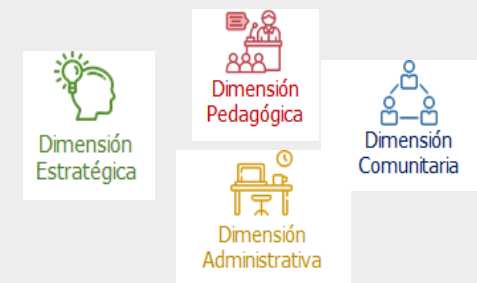 Dimensión
Estratégica
Dimensión
Pedagógica
Dimensión
Comunitaria
Dimensión
Administrativa